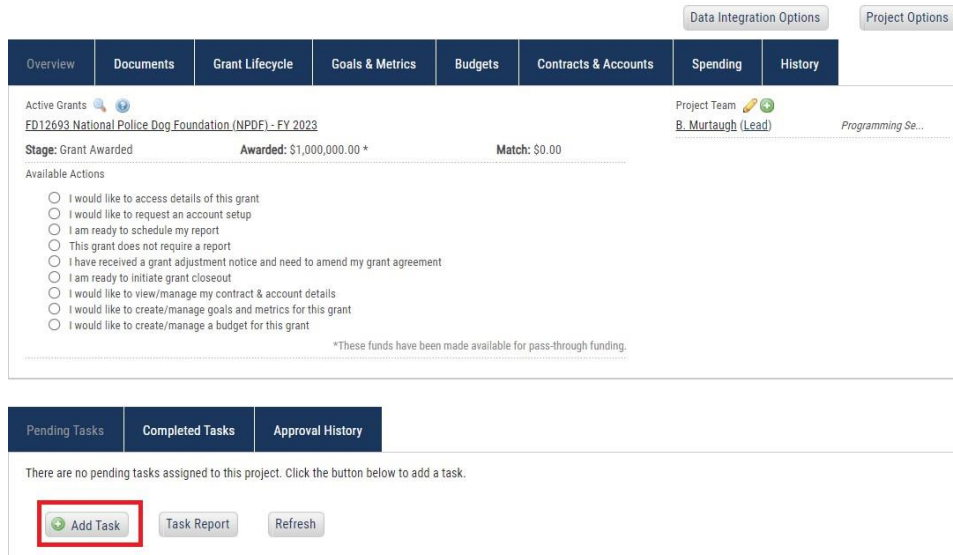 Data Integration Options Project Options
Overview Documents Grant Lifecycle Goals & Metrics Budgets Contracts & Accounts Spending History
Active Grants Project Team
FD12693 National Police Dog Foundation (NPDF) - FY 2023 B. Murtaugh (Lead) Programming Se...
Stage: Grant Awarded Awarded: $1,000,000.00 * Match: $0.00
Available Actions
I would like to access details of this grant
I would like to request an account setup
I am ready to schedule my report
This grant does not require a report
I have received a grant adjustment notice and need to amend my grant agreement
I am ready to initiate grant closeout
I would like to view/manage my contract & account details
I would like to create/manage goals and metrics for this grant
I would like to create/manage a budget for this grant
*These funds have been made available for pass-through funding.
Pending Tasks Completed Tasks Approval History
There are no pending tasks assigned to this project. Click the button below to add a task.
Add Task Task Report Refresh